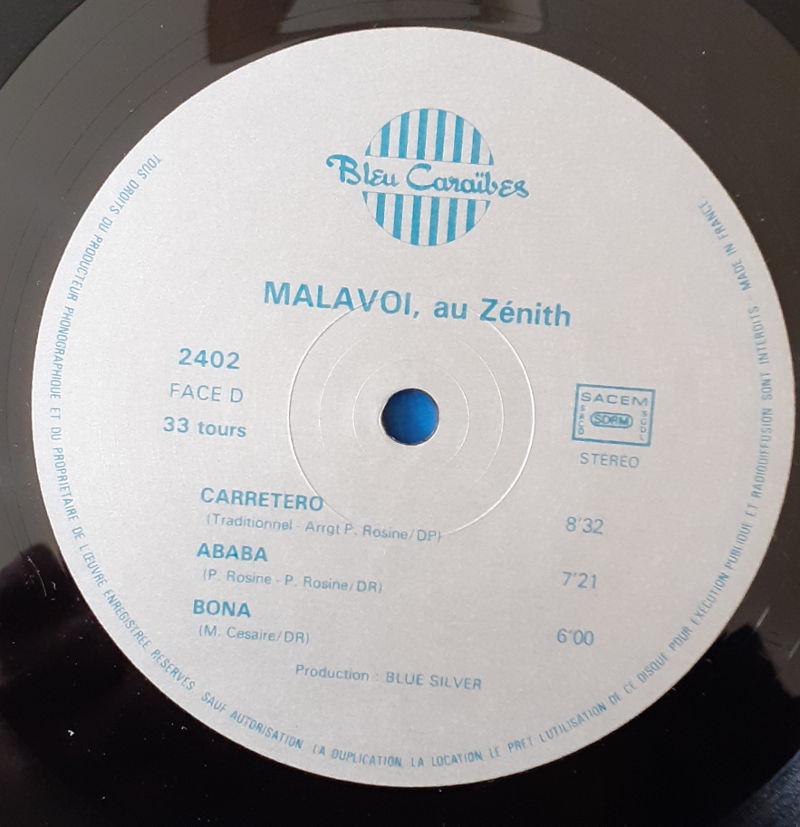 Bleu Caraïbes
MALAVOI, au Zénith
2402
FACE D
33 tours
SACEM
SACD
SDRM
SGDL
STÉRÉO
CARRETERO
(Traditionnel - Arrgt P. Rosine/DP)
8'32
ABABA
(P. Rosine - P. Rosine/DR)
7'21
BONA
(M. Cesaire/DR)
6'00
Production : BLUE SILVER
TOUS DROITS DU PRODUCTEUR PHONOGRAPHIQUE ET DU PROPRIETAIRE DE L'ŒUVRE ENREGISTREE RESERVES SAUF AUTORISATION LA DUPLICATION LA LOCATION LE PRET L'UTILISATION DE CE DISQUE POUR EXECUTION PUBLIQUE ET RADIODIFFUSION SONT INTERDITS - MADE IN FRANCE